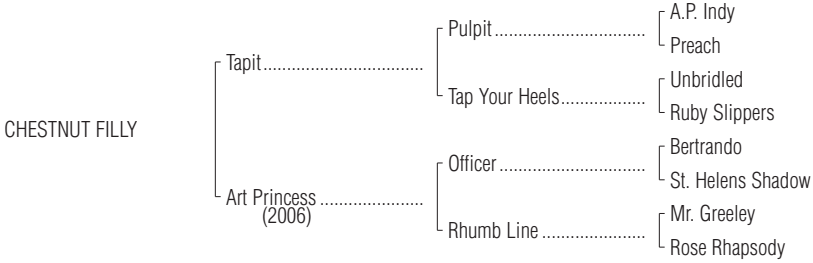 A.P. Indy
Pulpit
Preach
Tapit
Unbridled
Tap Your Heels
Ruby Slippers
CHESTNUT FILLY
Bertrando
Officer
St. Helens Shadow
Art Princess
(2006)
Mr. Greeley
Rhumb Line
Rose Rhapsody